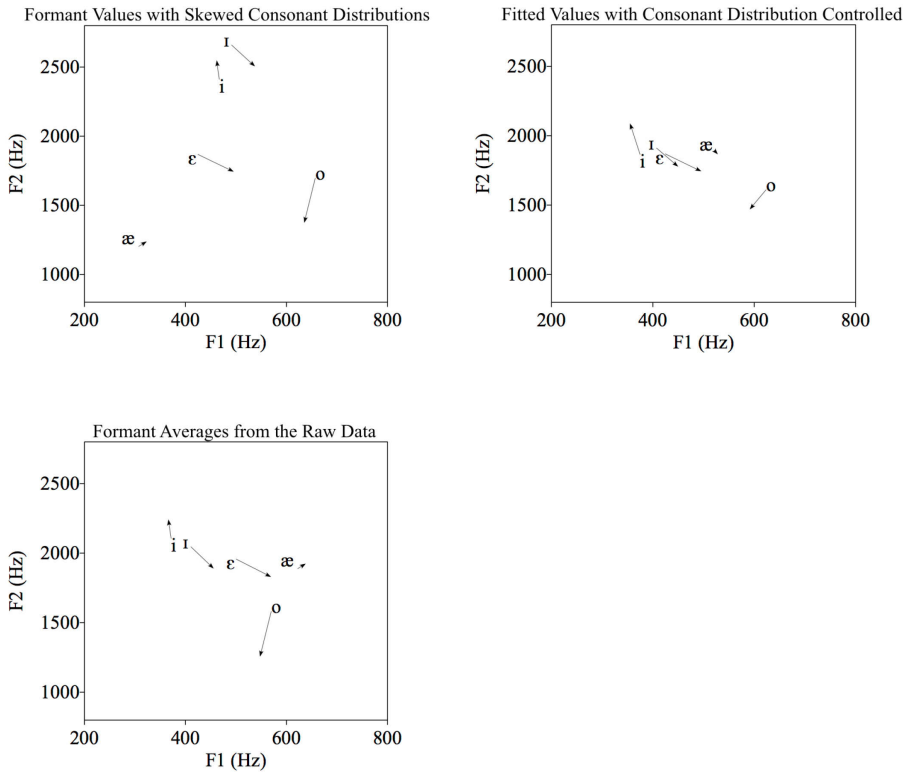 Formant Values with Skewed Consonant Distributions
2500
2000
1500
1000
F2 (Hz)
ɪ
i
ɛ
o
æ
200 400 600 800
F1 (Hz)
Fitted Values with Consonant Distribution Controlled
2500
2000
1500
1000
F2 (Hz)
i ɪ ɛ æ
o
200 400 600 800
F1 (Hz)
Formant Averages from the Raw Data
2500
2000
1500
1000
F2 (Hz)
i ɪ ɛ æ
o
200 400 600 800
F1 (Hz)